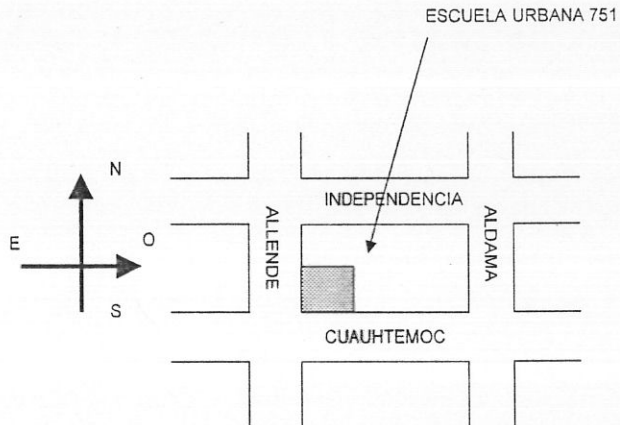 ESCUELA URBANA 751
N
INDEPENDENCIA
ALLENDE
ALDAMA
E
O
S
CUAUHTEMOC